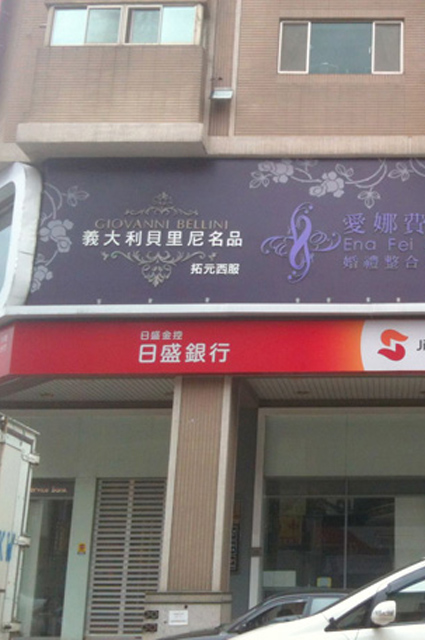 GIOVANNI BELLINI
義大利貝里尼名品
拓元西服
愛娜費
Ena Fei
婚禮整合
日盛金控
日盛銀行
Ji